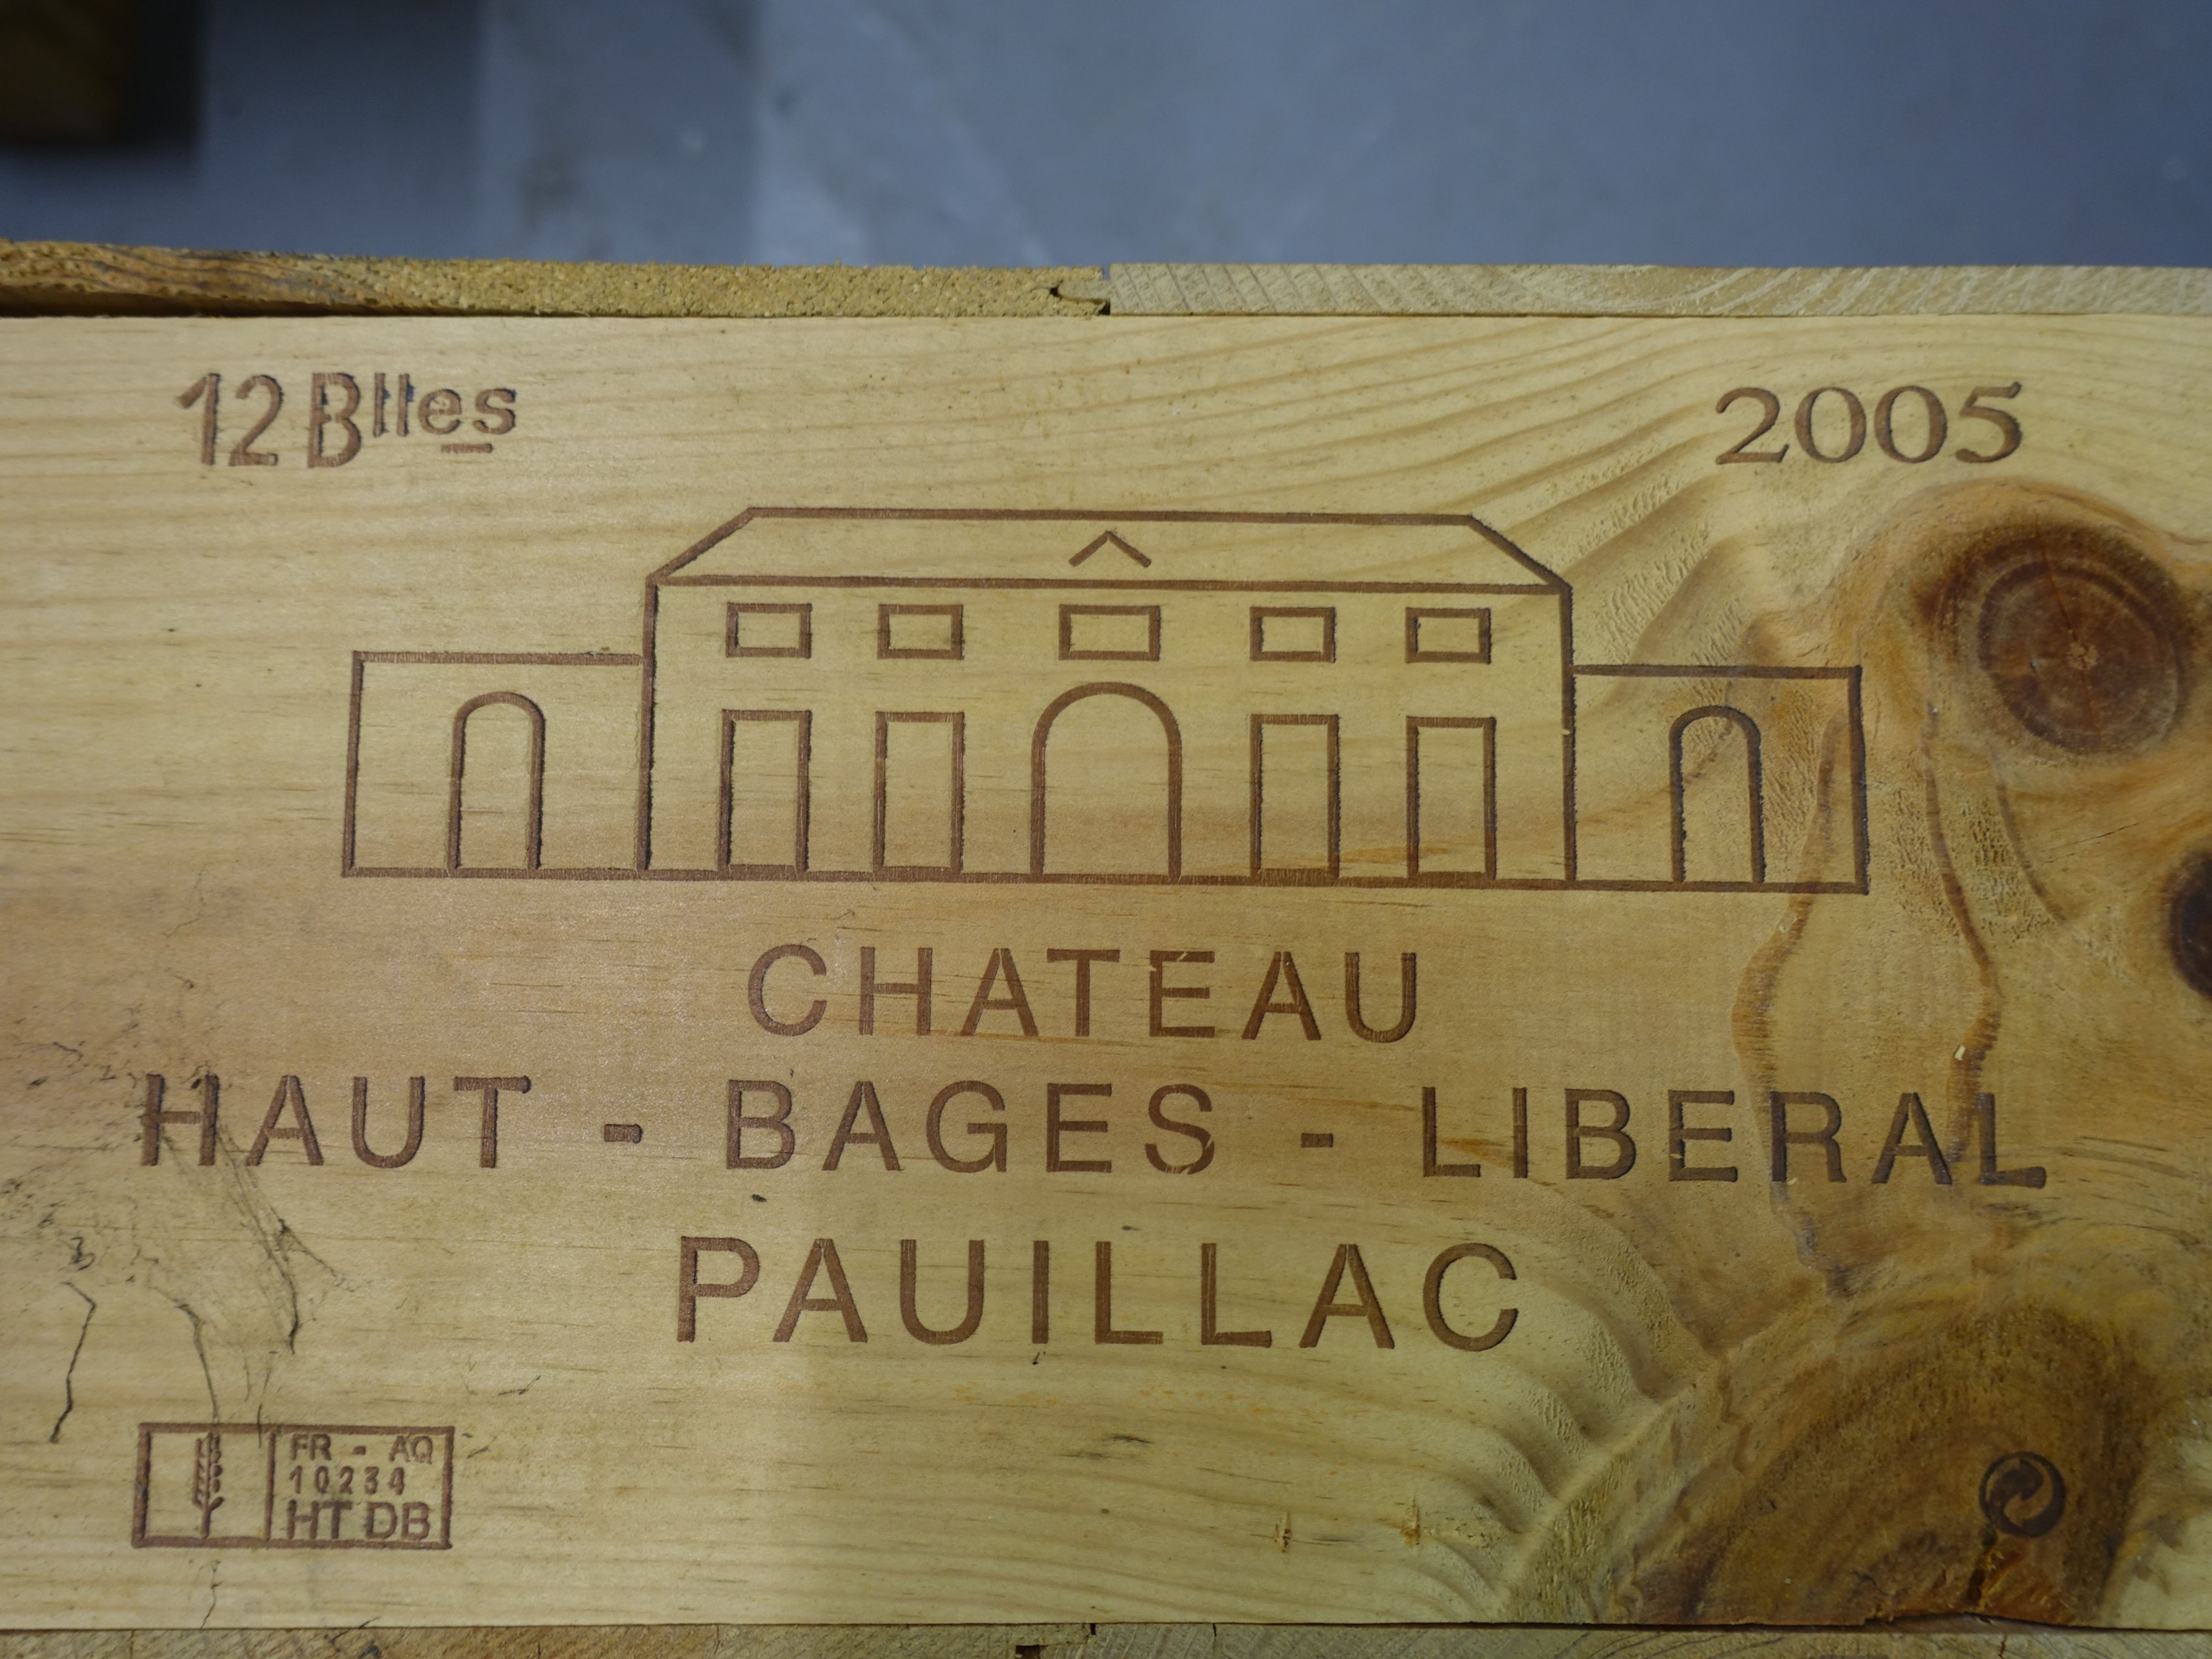 12 Blles
2005
CHATEAU
HAUT - BAGES - LIBERAL
PAUILLAC
FR - AQ
10234
HT DB